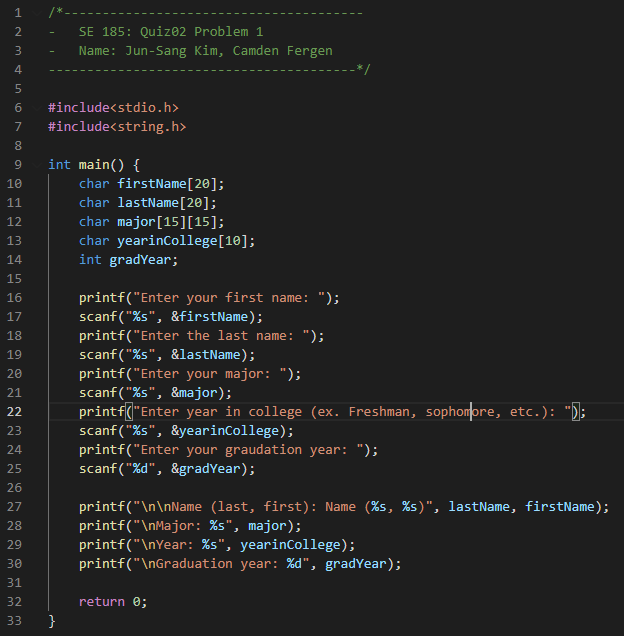 1 /*---------------------------------------
2 -   SE 185: Quiz02 Problem 1
3 -   Name: Jun-Sang Kim, Camden Fergen
4 ----------------------------------------*/
5
6 #include<stdio.h>
7 #include<string.h>
8
9 int main() {
10     char firstName[20];
11     char lastName[20];
12     char major[15][15];
13     char yearinCollege[10];
14     int gradYear;
15
16     printf("Enter your first name: ");
17     scanf("%s", &firstName);
18     printf("Enter the last name: ");
19     scanf("%s", &lastName);
20     printf("Enter your major: ");
21     scanf("%s", &major);
22     printf("Enter year in college (ex. Freshman, sophomore, etc.): ");
23     scanf("%s", &yearinCollege);
24     printf("Enter your graudation year: ");
25     scanf("%d", &gradYear);
26
27     printf("\n\nName (last, first): Name (%s, %s)", lastName, firstName);
28     printf("\nMajor: %s", major);
29     printf("\nYear: %s", yearinCollege);
30     printf("\nGraduation year: %d", gradYear);
31
32     return 0;
33 }